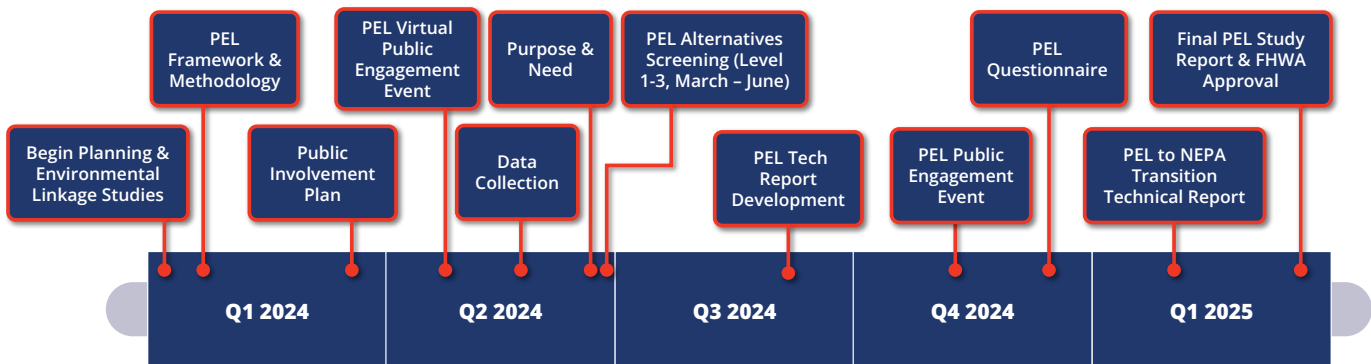 Begin Planning &
Environmental
Linkage Studies
PEL
Framework &
Methodology
Public
Involvement
Plan
PEL Virtual
Public
Engagement
Event
Data
Collection
Purpose &
Need
PEL Alternatives
Screening (Level
1-3, March – June)
PEL Tech
Report
Development
PEL Public
Engagement
Event
PEL
Questionnaire
PEL to NEPA
Transition
Technical Report
Final PEL Study
Report & FHWA
Approval
Q1 2024
Q2 2024
Q3 2024
Q4 2024
Q1 2025